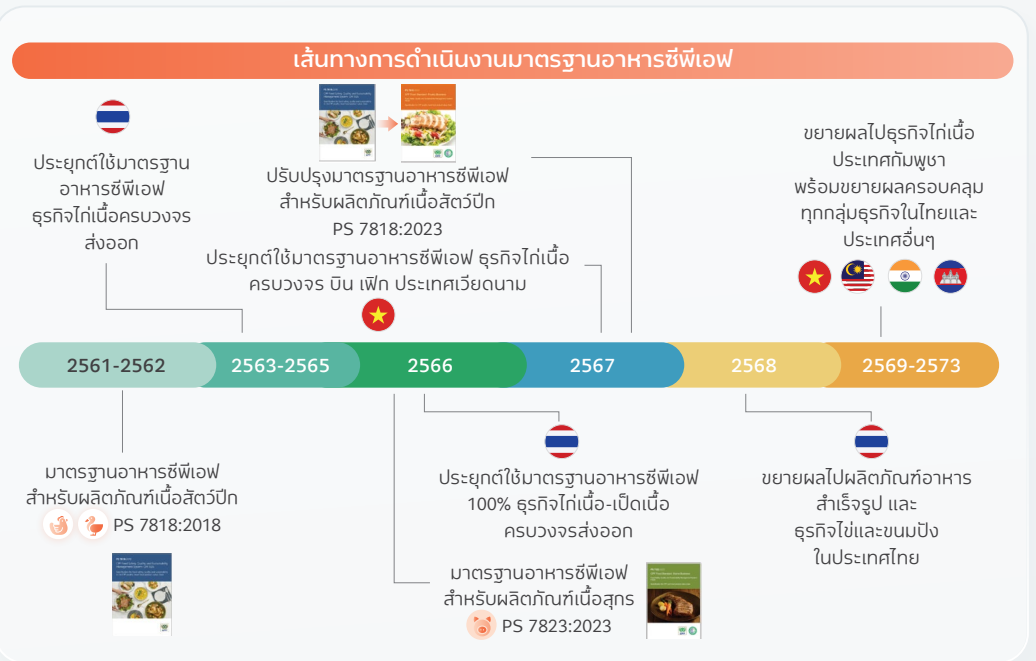 เส้นทางการดำเนินงานมาตรฐานอาหารซีพีเอฟ
ประยุกต์ใช้มาตรฐาน
อาหารซีพีเอฟ
ธุรกิจไก่เนื้อครบวงจร
ส่งออก
ปรับปรุงมาตรฐานอาหารซีพีเอฟ
สำหรับผลิตภัณฑ์เนื้อสัตว์ปีก
PS 7818:2023
ประยุกต์ใช้มาตรฐานอาหารซีพีเอฟ ธุรกิจไก่เนื้อ
ครบวงจร บิน เฟิก ประเทศเวียดนาม
ขยายผลไปธุรกิจไก่เนื้อ
ประเทศกัมพูชา
พร้อมขยายผลครอบคลุม
ทุกกลุ่มธุรกิจในไทยและ
ประเทศอื่นๆ
2561-2562
2563-2565
2566
2567
2568
2569-2573
มาตรฐานอาหารซีพีเอฟ
สำหรับผลิตภัณฑ์เนื้อสัตว์ปีก
PS 7818:2018
ประยุกต์ใช้มาตรฐานอาหารซีพีเอฟ
100% ธุรกิจไก่เนื้อ-เป็ดเนื้อ
ครบวงจรส่งออก
มาตรฐานอาหารซีพีเอฟ
สำหรับผลิตภัณฑ์เนื้อสุกร
PS 7823:2023
ขยายผลไปผลิตภัณฑ์อาหาร
สำเร็จรูป และ
ธุรกิจไข่และขนมปัง
ในประเทศไทย